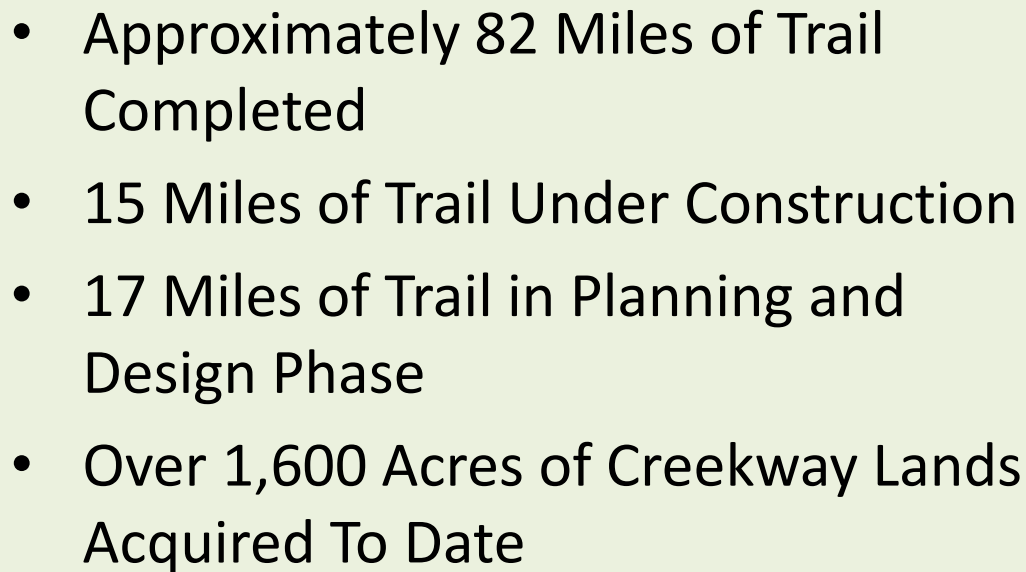 • Approximately 82 Miles of Trail
Completed
• 15 Miles of Trail Under Construction
• 17 Miles of Trail in Planning and
Design Phase
• Over 1,600 Acres of Creekway Lands
Acquired To Date